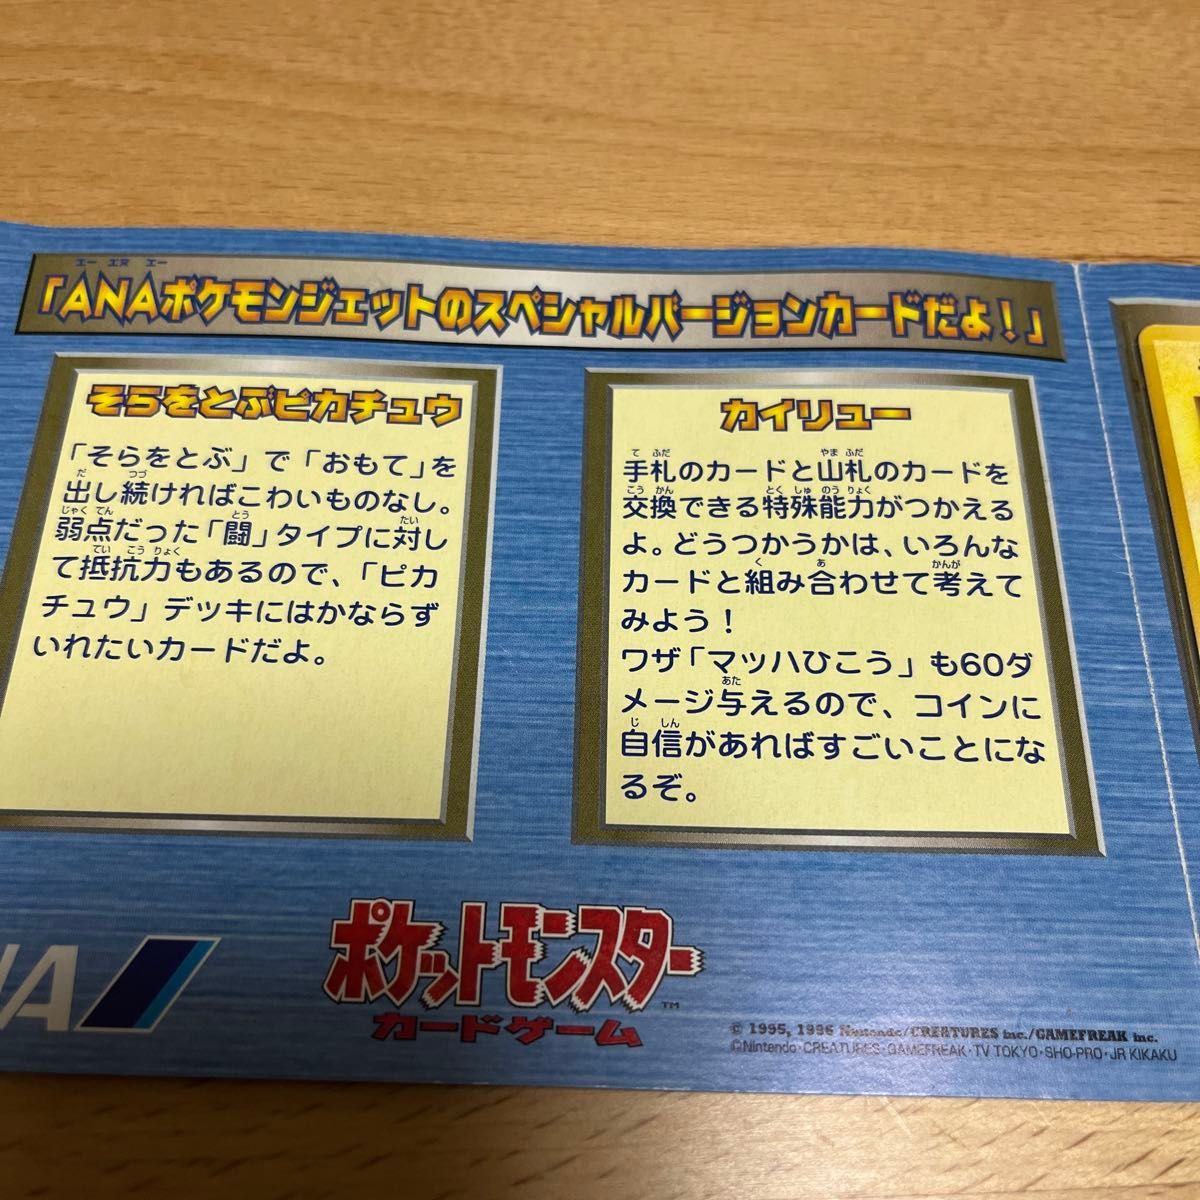 「ANAポケモンジェットのスペシャルバージョンカードだよ！」
そらをとぶピカチュウ
「そらをとぶ」で「おもて」を
出し続ければこわいものなし。
弱点だった「闘」タイプに対し
て抵抗力もあるので、「ピカ
チュウ」デッキにはかならず
いれたいカードだよ。
カイリュー
手札のカードと山札のカードを
交換できる特殊能力がつかえる
よ。どうつかうかは、いろんな
カードと組み合わせて考えて
みよう！
ワザ「マッハひこう」も60ダ
メージ与えるので、コインに
自信があればすごいことにな
るぞ。
NA
ポケットモンスター™
カードゲーム
© 1995, 1996 Nintendo/CREATURES inc./GAMEFREAK inc.
©Nintendo・CREATURES・GAMEFREAK・TV TOKYO・SHO-PRO・JR KIKAKU